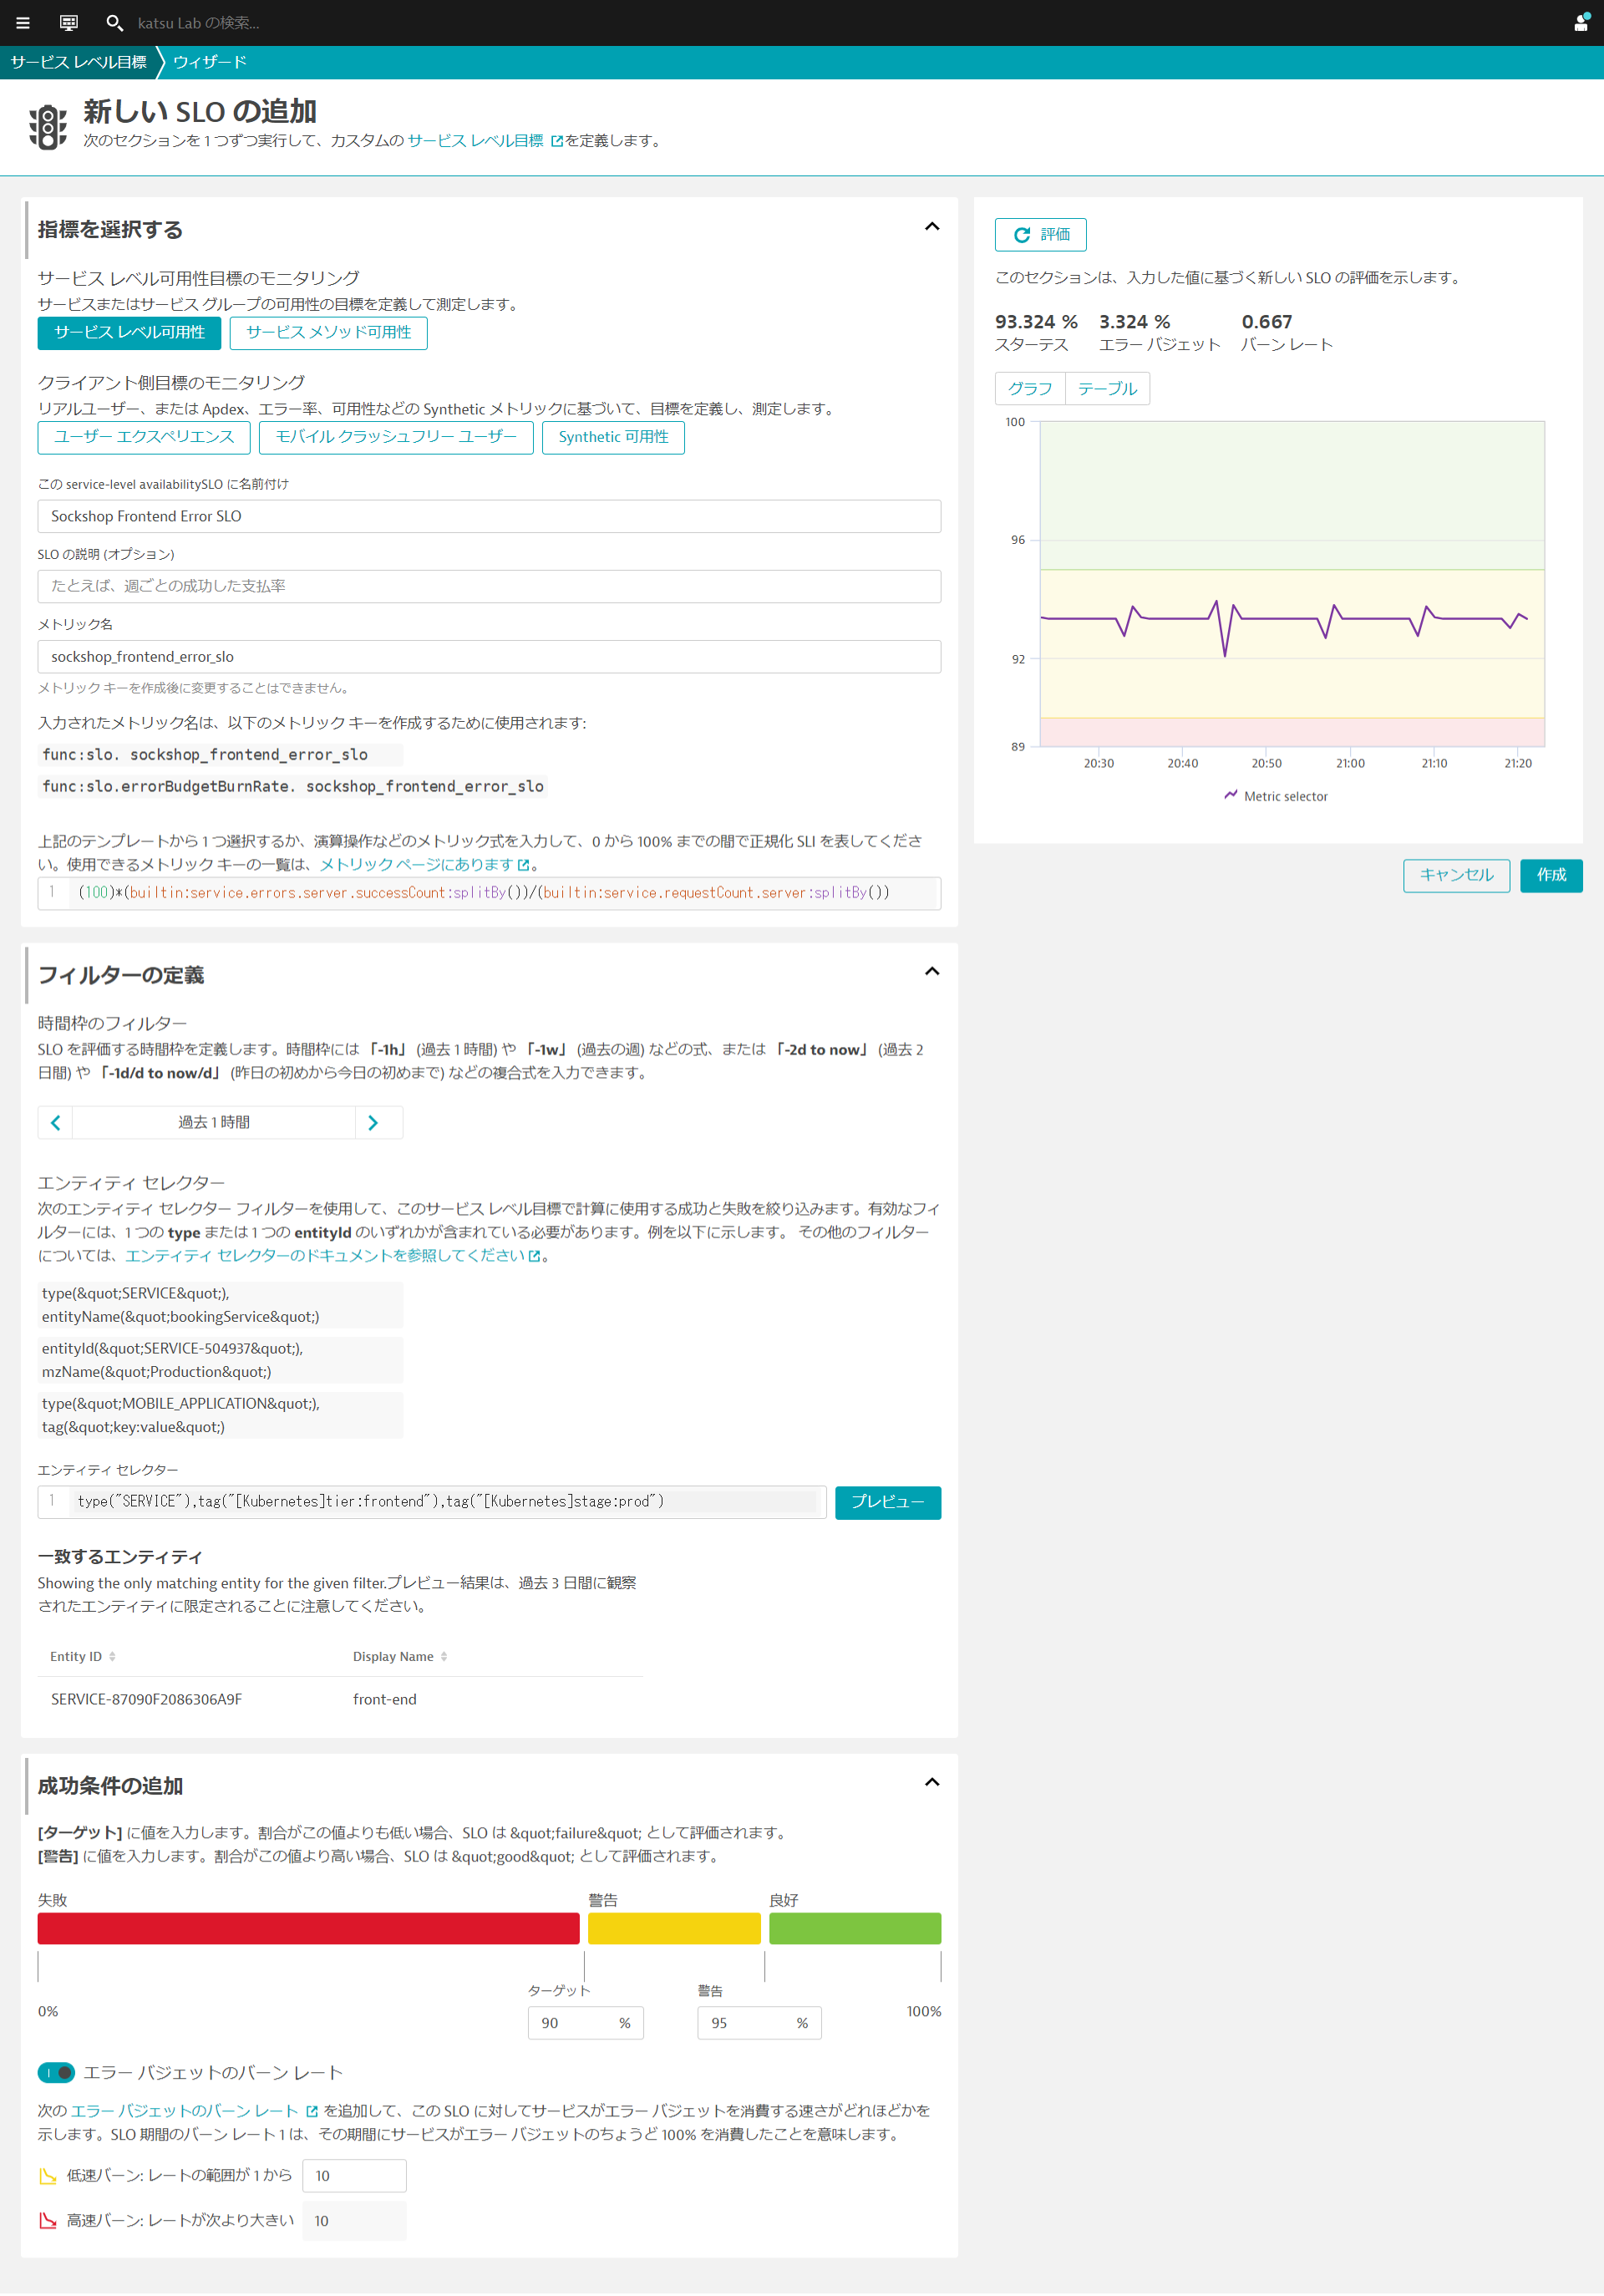 katsu Lab の検索...
サービス レベル目標
ウィザード
新しい SLO の追加
次のセクションを 1 つずつ実行して、カスタムの サービス レベル目標 を定義します。
指標を選択する
サービス レベル可用性目標のモニタリング
サービスまたはサービス グループの可用性の目標を定義して測定します。
サービス レベル可用性
サービス メソッド可用性
クライアント側目標のモニタリング
リアルユーザー、または Apdex、エラー率、可用性などの Synthetic メトリックに基づいて、目標を定義し、測定します。
ユーザー エクスペリエンス
モバイル クラッシュフリー ユーザー
Synthetic 可用性
この service-level availabilitySLO に名前付け
Sockshop Frontend Error SLO
SLO の説明 (オプション)
たとえば、週ごとの成功した支払率
メトリック名
sockshop_frontend_error_slo
メトリック キーを作成後に変更することはできません。
入力されたメトリック名は、以下のメトリック キーを作成するために使用されます:
func:slo. sockshop_frontend_error_slo
func:slo.errorBudgetBurnRate. sockshop_frontend_error_slo
上記のテンプレートから 1 つ選択するか、演算操作などのメトリック式を入力して、0 から 100% までの間で正規化 SLI を表してくださ
い。使用できるメトリック キーの一覧は、メトリック ページにあります。
1 (100)*(builtin:service.errors.server.successCount:splitBy())/(builtin:service.requestCount.server:splitBy())
フィルターの定義
時間枠のフィルター
SLO を評価する時間枠を定義します。時間枠には 「-1h」 (過去 1 時間) や 「-1w」 (過去の週) などの式、または 「-2d to now」 (過去 2
日間) や 「-1d/d to now/d」 (昨日の初めから今日の初めまで) などの複合式を入力できます。
過去 1 時間
エンティティ セレクター
次のエンティティ セレクター フィルターを使用して、このサービス レベル目標で計算に使用する成功と失敗を絞り込みます。有効なフィ
ルターには、1 つの type または 1 つの entityId のいずれかが含まれている必要があります。例を以下に示します。 その他のフィルター
については、エンティティ セレクターのドキュメントを参照してください。
type(&quot;SERVICE&quot;),
entityName(&quot;bookingService&quot;)
entityId(&quot;SERVICE-504937&quot;),
mzName(&quot;Production&quot;)
type(&quot;MOBILE_APPLICATION&quot;),
tag(&quot;key:value&quot;)
エンティティ セレクター
1 type("SERVICE"),tag("[Kubernetes]tier:frontend"),tag("[Kubernetes]stage:prod")
プレビュー
一致するエンティティ
Showing the only matching entity for the given filter.プレビュー結果は、過去 3 日間に観察
されたエンティティに限定されることに注意してください。
Entity ID Display Name
SERVICE-87090F2086306A9F front-end
成功条件の追加
[ターゲット] に値を入力します。割合がこの値よりも低い場合、SLO は &quot;failure&quot; として評価されます。
[警告] に値を入力します。割合がこの値より高い場合、SLO は &quot;good&quot; として評価されます。
失敗 警告 良好
ターゲット 警告
0% 90 % 95 % 100%
エラー バジェットのバーン レート
次の エラー バジェットのバーン レート を追加して、この SLO に対してサービスがエラー バジェットを消費する速さがどれほどかを
示します。SLO 期間のバーン レート 1 は、その期間にサービスがエラー バジェットのちょうど 100% を消費したことを意味します。
低速バーン: レートの範囲が 1 から 10
高速バーン: レートが次より大きい 10
評価
このセクションは、入力した値に基づく新しい SLO の評価を示します。
93.324 % 3.324 % 0.667
スターテス エラー バジェット バーン レート
グラフ テーブル
100
96
92
89
20:30 20:40 20:50 21:00 21:10 21:20
Metric selector
キャンセル 作成